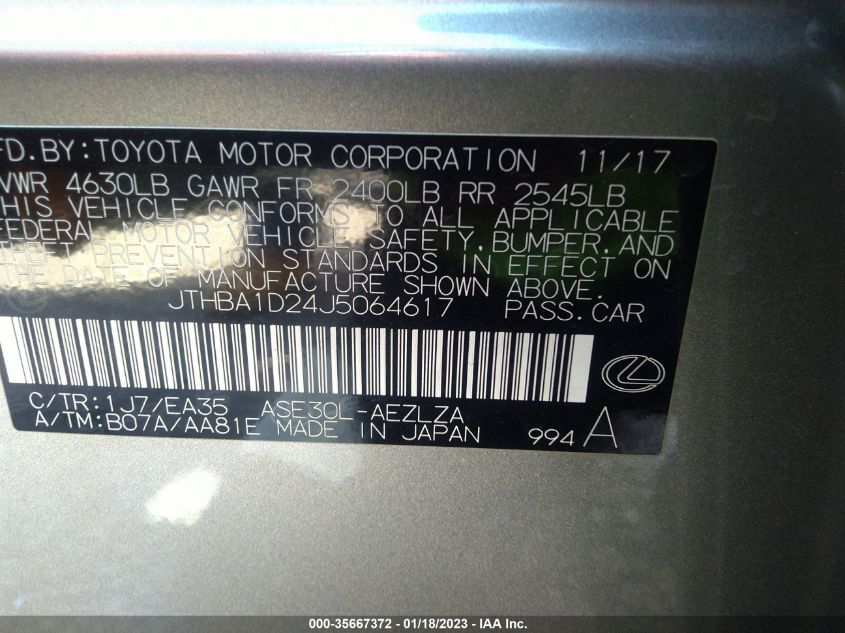 FD.BY:TOYOTA MOTOR CORPORATION 11/17
VWR 4630LB GAWR FR 2400LB RR 2545LB
THIS VEHICLE CONFORMS TO ALL APPLICABLE
FEDERAL MOTOR-VEHICLE SAFETY,BUMPER,AND
THEFT PREVENTION STANDARDS IN EFFECT ON
THE DATE OF MANUFACTURE SHOWN ABOVE.
JTHBA1D24J5064617 PASS.CAR
C/TR:1J7/EA35 ASE30L-AEZLZA
A/TM:B07A/AA81E MADE IN JAPAN 994A
000-35667372 - 01/18/2023 - IAA Inc.